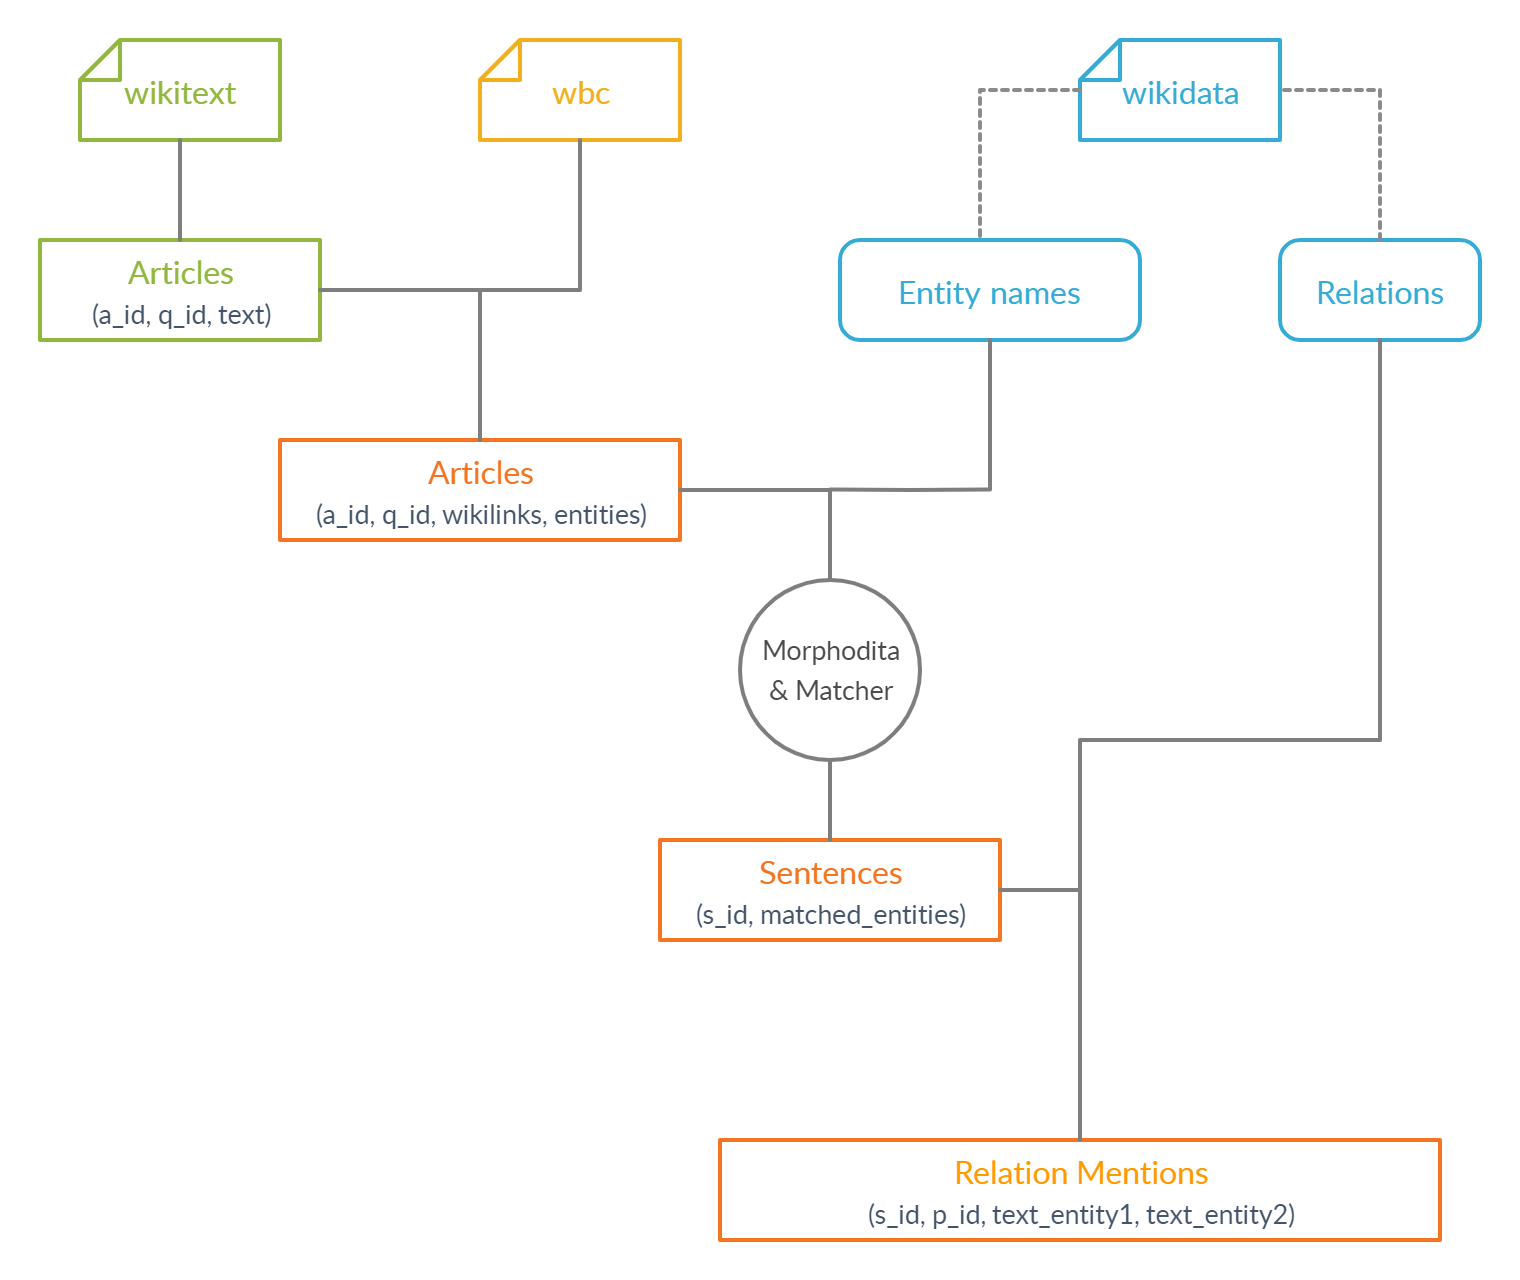 wikitext
wbc
wikidata
Articles
(a_id, q_id, text)
Entity names
Relations
Articles
(a_id, q_id, wikilinks, entities)
Morphodita
& Matcher
Sentences
(s_id, matched_entities)
Relation Mentions
(s_id, p_id, text_entity1, text_entity2)